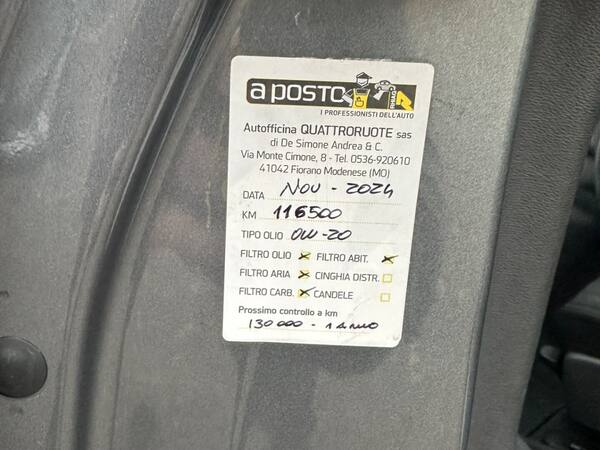 a POSTO
I PROFESSIONISTI DELL'AUTO
Autofficina QUATTRORUOTE sas
di De Simone Andrea & C.
Via Monte Cimone, 8 - Tel. 0536-920610
41042 Fiorano Modenese (MO)
DATA NOV - 2024
KM 116500
TIPO OLIO 0W-20
FILTRO OLIO FILTRO ABIT.
FILTRO ARIA CINGHIA DISTR.
FILTRO CARB. CANDELE
Prossimo controllo a km
130000 - 1 ANNO